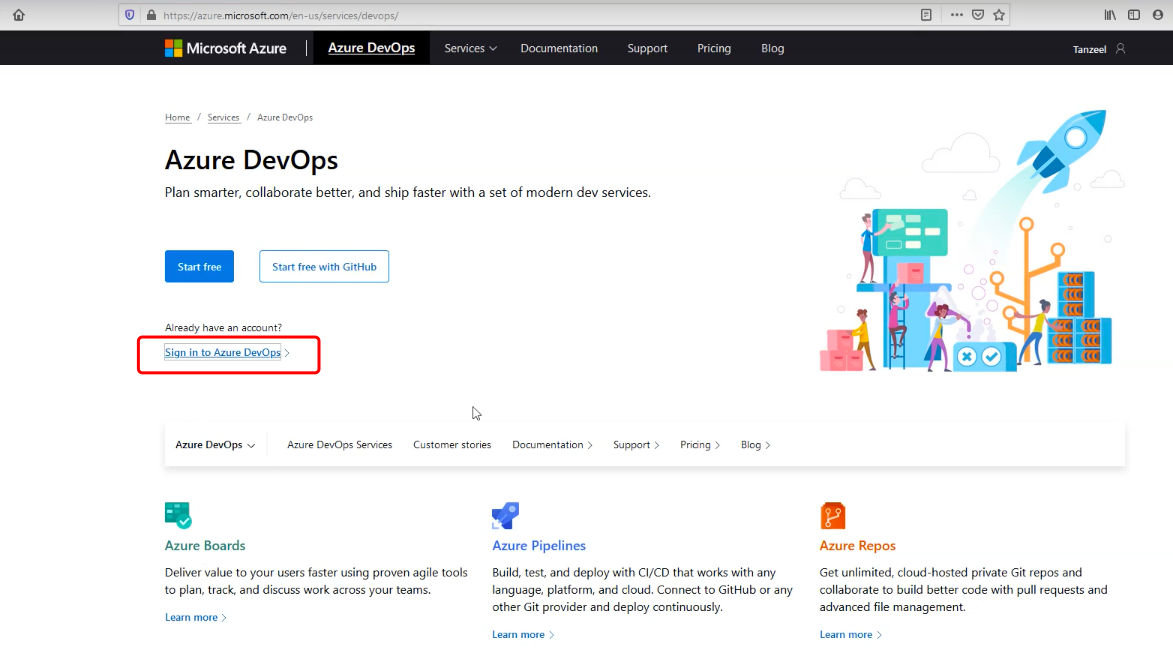 https://azure.microsoft.com/en-us/services/devops/
Microsoft Azure
Azure DevOps
Services
Documentation
Support
Pricing
Blog
Tanzeel
Home / Services / Azure DevOps
Azure DevOps
Plan smarter, collaborate better, and ship faster with a set of modern dev services.
Start free
Start free with GitHub
Already have an account?
Sign in to Azure DevOps
Azure DevOps
Azure DevOps Services
Customer stories
Documentation
Support
Pricing
Blog
Azure Boards
Deliver value to your users faster using proven agile tools
to plan, track, and discuss work across your teams.
Learn more
Azure Pipelines
Build, test, and deploy with CI/CD that works with any
language, platform, and cloud. Connect to GitHub or any
other Git provider and deploy continuously.
Learn more
Azure Repos
Get unlimited, cloud-hosted private Git repos and
collaborate to build better code with pull requests and
advanced file management.
Learn more